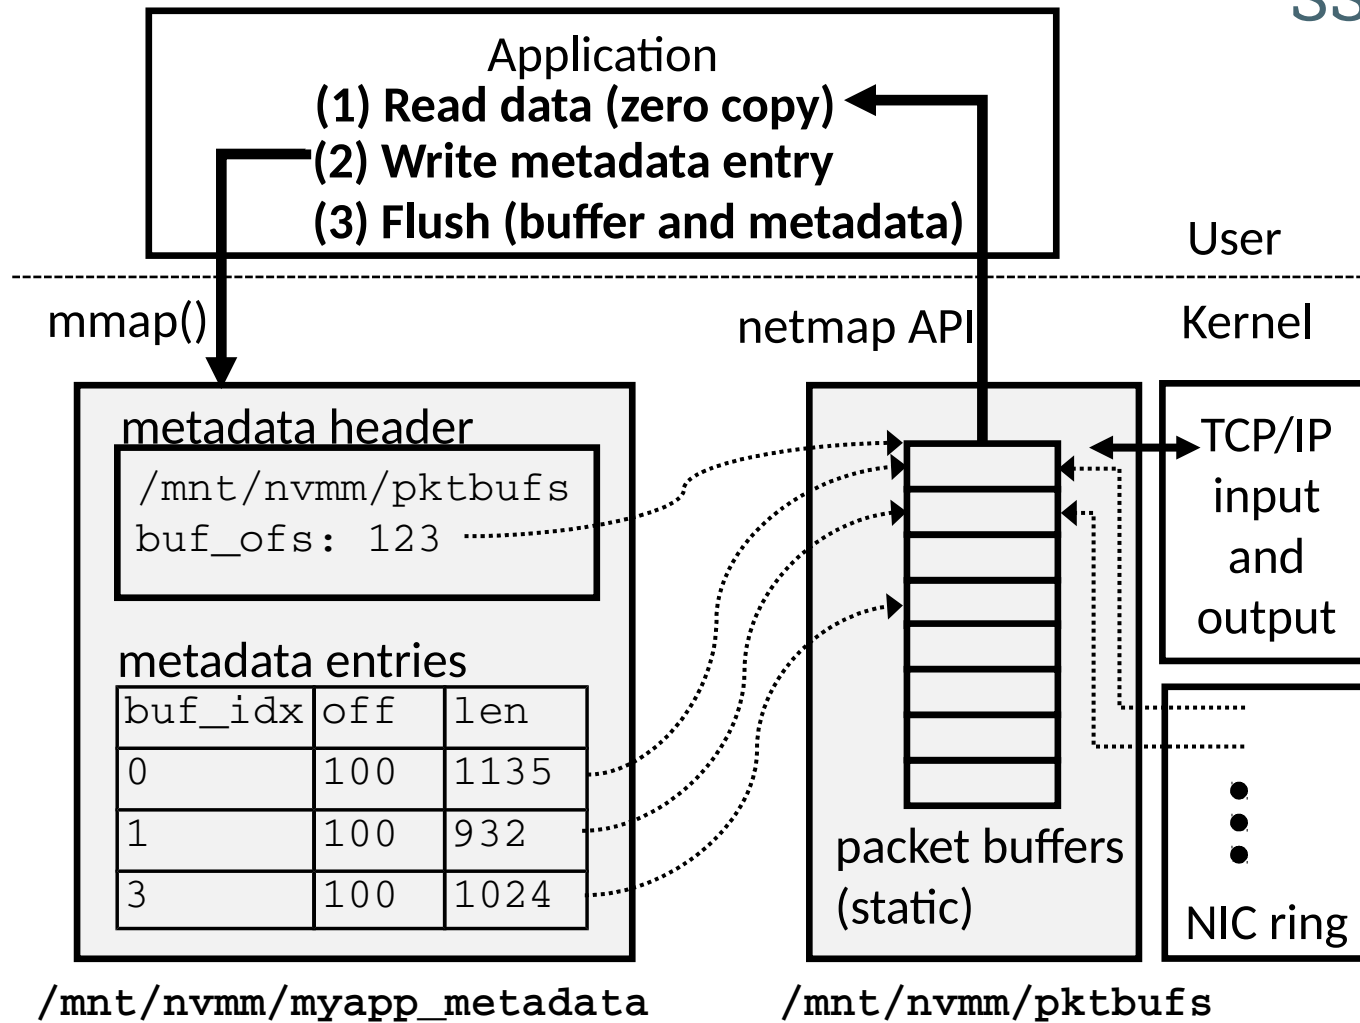 Application
(1) Read data (zero copy)
(2) Write metadata entry
(3) Flush (buffer and metadata)
User
mmap()
netmap API
Kernel
metadata header
/mnt/nvmm/pktbufs
buf_ofs: 123
metadata entries
buf_idx off len
0 100 1135
1 100 932
3 100 1024
packet buffers
(static)
TCP/IP
input
and
output
NIC ring
/mnt/nvmm/myapp_metadata
/mnt/nvmm/pktbufs